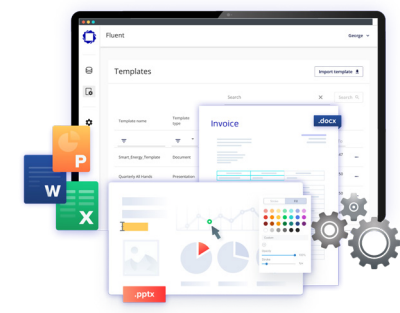 Fluent
George
Templates
Import template
Search
Search
Template name
Template type
Invoice
.docx
Smart_Energy_Template
Document
Quarterly All Hands
Presentation
P
W
X
.pptx